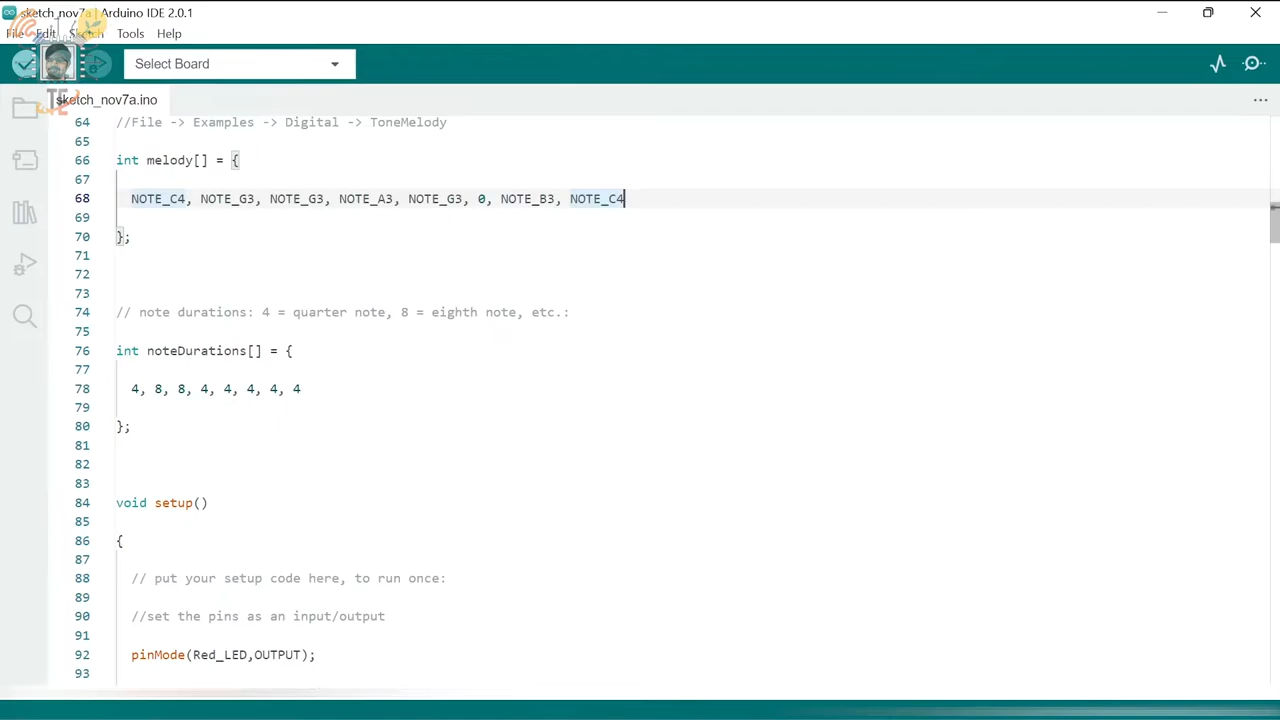 sketch_nov7a | Arduino IDE 2.0.1
File Edit Sketch Tools Help
Select Board
TE
sketch_nov7a.ino
64 //File -> Examples -> Digital -> ToneMelody
65
66 int melody[] = {
67
68 NOTE_C4, NOTE_G3, NOTE_G3, NOTE_A3, NOTE_G3, 0, NOTE_B3, NOTE_C4
69
70 };
71
72
73
74 // note durations: 4 = quarter note, 8 = eighth note, etc.:
75
76 int noteDurations[] = {
77
78 4, 8, 8, 4, 4, 4, 4, 4
79
80 };
81
82
83
84 void setup()
85
86 {
87
88 // put your setup code here, to run once:
89
90 //set the pins as an input/output
91
92 pinMode(Red_LED,OUTPUT);
93